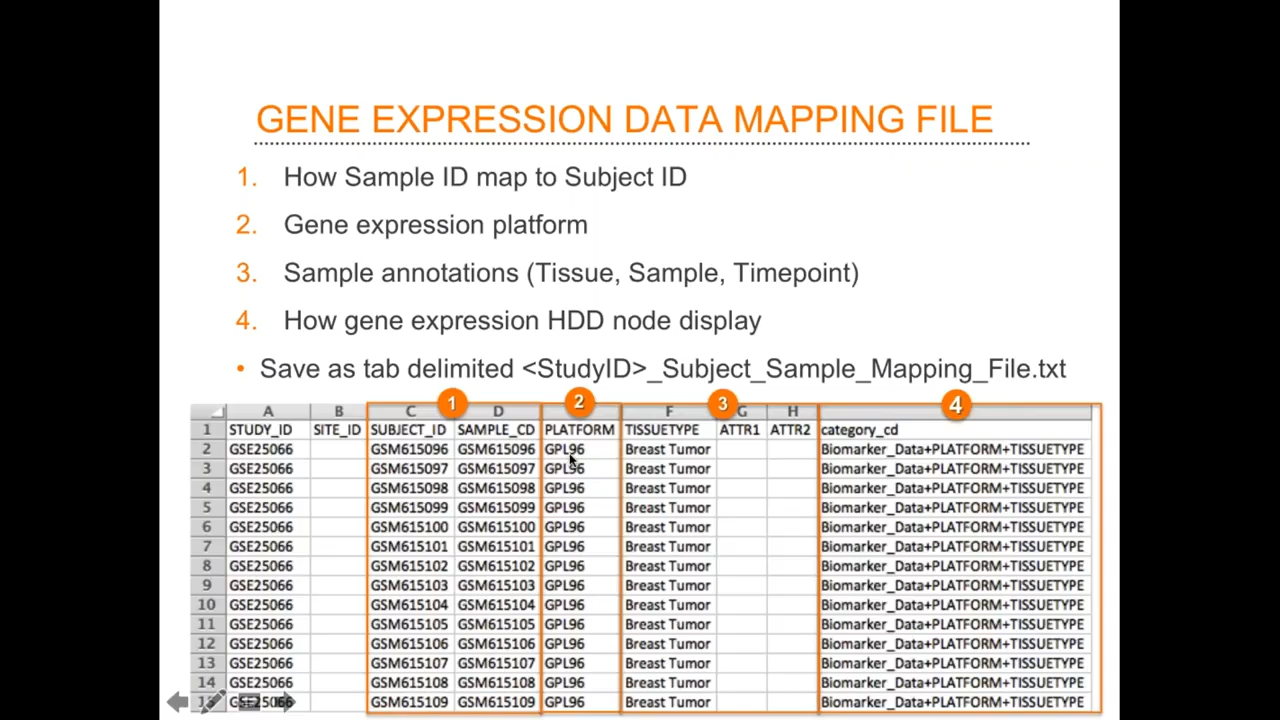 GENE EXPRESSION DATA MAPPING FILE
1. How Sample ID map to Subject ID
2. Gene expression platform
3. Sample annotations (Tissue, Sample, Timepoint)
4. How gene expression HDD node display
• Save as tab delimited <StudyID>_Subject_Sample_Mapping_File.txt
1 2 3 4
A B C D F G H
1 STUDY_ID SITE_ID SUBJECT_ID SAMPLE_CD PLATFORM TISSUETYPE ATTR1 ATTR2 category_cd
2 GSE25066 GSM615096 GSM615096 GPL96 Breast Tumor Biomarker_Data+PLATFORM+TISSUETYPE
3 GSE25066 GSM615097 GSM615097 GPL96 Breast Tumor Biomarker_Data+PLATFORM+TISSUETYPE
4 GSE25066 GSM615098 GSM615098 GPL96 Breast Tumor Biomarker_Data+PLATFORM+TISSUETYPE
5 GSE25066 GSM615099 GSM615099 GPL96 Breast Tumor Biomarker_Data+PLATFORM+TISSUETYPE
6 GSE25066 GSM615100 GSM615100 GPL96 Breast Tumor Biomarker_Data+PLATFORM+TISSUETYPE
7 GSE25066 GSM615101 GSM615101 GPL96 Breast Tumor Biomarker_Data+PLATFORM+TISSUETYPE
8 GSE25066 GSM615102 GSM615102 GPL96 Breast Tumor Biomarker_Data+PLATFORM+TISSUETYPE
9 GSE25066 GSM615103 GSM615103 GPL96 Breast Tumor Biomarker_Data+PLATFORM+TISSUETYPE
10 GSE25066 GSM615104 GSM615104 GPL96 Breast Tumor Biomarker_Data+PLATFORM+TISSUETYPE
11 GSE25066 GSM615105 GSM615105 GPL96 Breast Tumor Biomarker_Data+PLATFORM+TISSUETYPE
12 GSE25066 GSM615106 GSM615106 GPL96 Breast Tumor Biomarker_Data+PLATFORM+TISSUETYPE
13 GSE25066 GSM615107 GSM615107 GPL96 Breast Tumor Biomarker_Data+PLATFORM+TISSUETYPE
14 GSE25066 GSM615108 GSM615108 GPL96 Breast Tumor Biomarker_Data+PLATFORM+TISSUETYPE
GSE25066 GSM615109 GSM615109 GPL96 Breast Tumor Biomarker_Data+PLATFORM+TISSUETYPE